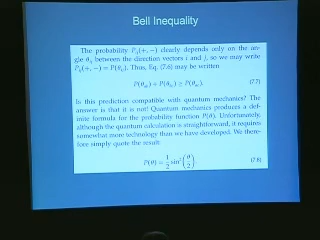 Bell Inequality
The probability P_ij(+, −) clearly depends only on the an-
gle θ_ij between the direction vectors i and j, so we may write
P_ij(+, −) = P(θ_ij). Thus, Eq. (7.6) may be written
P(θ_ab) + P(θ_bc) ≥ P(θ_ac). (7.7)
Is this prediction compatible with quantum mechanics? The
answer is that it is not! Quantum mechanics produces a def-
inite formula for the probability function P(θ). Unfortunately,
although the quantum calculation is straightforward, it requires
somewhat more technology than we have developed. We there-
fore simply quote the result:
P(θ) = 1/2 sin²(θ/2). (7.8)